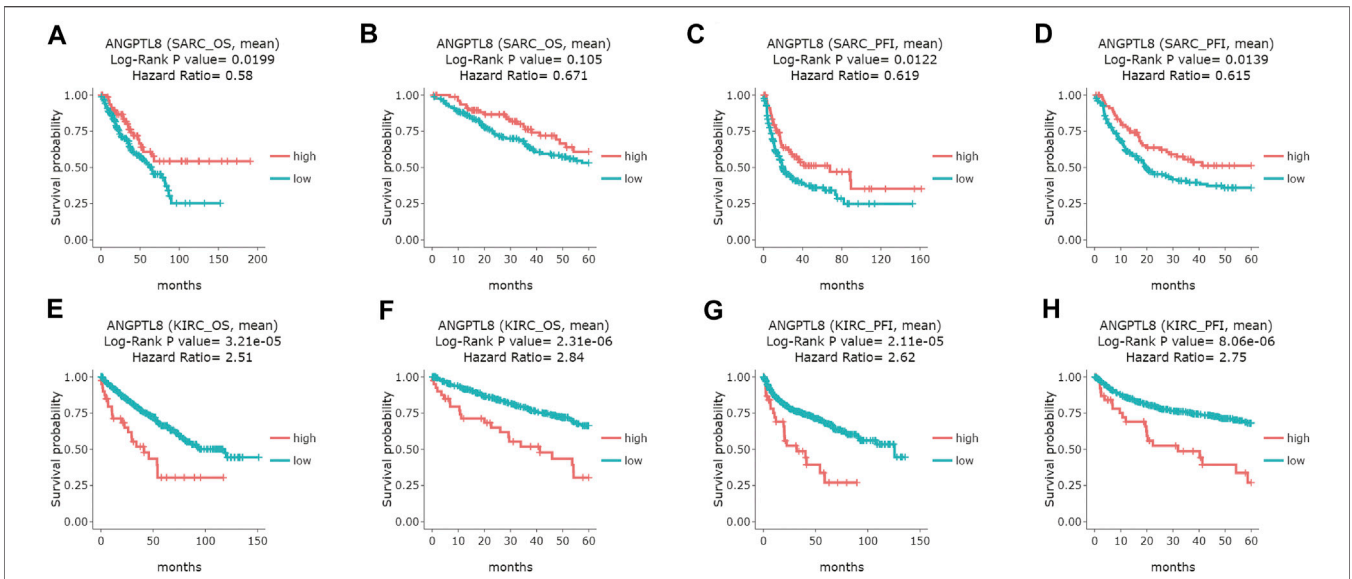 A
ANGPTL8 (SARC_OS, mean)
Log-Rank P value= 0.0199
Hazard Ratio= 0.58
1.00
0.75
0.50
0.25
0.00
Survival probability
0
50
100
150
200
months
high
low
B
ANGPTL8 (SARC_OS, mean)
Log-Rank P value= 0.105
Hazard Ratio= 0.671
1.00
0.75
0.50
0.25
0.00
Survival probability
0
10
20
30
40
50
60
months
high
low
C
ANGPTL8 (SARC_PFI, mean)
Log-Rank P value= 0.0122
Hazard Ratio= 0.619
1.00
0.75
0.50
0.25
0.00
Survival probability
0
40
80
120
160
months
high
low
D
ANGPTL8 (SARC_PFI, mean)
Log-Rank P value= 0.0139
Hazard Ratio= 0.615
1.00
0.75
0.50
0.25
0.00
Survival probability
0
10
20
30
40
50
60
months
high
low
E
ANGPTL8 (KIRC_OS, mean)
Log-Rank P value= 3.21e-05
Hazard Ratio= 2.51
1.00
0.75
0.50
0.25
0.00
Survival probability
0
50
100
150
months
high
low
F
ANGPTL8 (KIRC_OS, mean)
Log-Rank P value= 2.31e-06
Hazard Ratio= 2.84
1.00
0.75
0.50
0.25
0.00
Survival probability
0
10
20
30
40
50
60
months
high
low
G
ANGPTL8 (KIRC_PFI, mean)
Log-Rank P value= 2.11e-05
Hazard Ratio= 2.62
1.00
0.75
0.50
0.25
0.00
Survival probability
0
50
100
150
months
high
low
H
ANGPTL8 (KIRC_PFI, mean)
Log-Rank P value= 8.06e-06
Hazard Ratio= 2.75
1.00
0.75
0.50
0.25
0.00
Survival probability
0
10
20
30
40
50
60
months
high
low